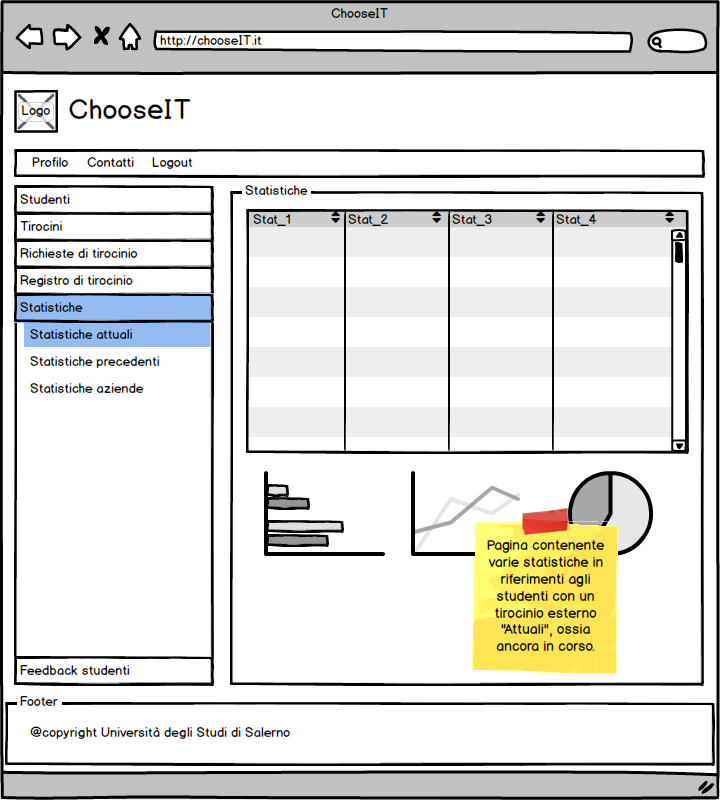 ChooseIT
http://chooseIT.it
Logo
ChooseIT
Profilo Contatti Logout
Studenti
Tirocini
Richieste di tirocinio
Registro di tirocinio
Statistiche
Statistiche attuali
Statistiche precedenti
Statistiche aziende
Feedback studenti
Statistiche
Stat_1 Stat_2 Stat_3 Stat_4
Pagina contenente
varie statistiche in
riferimenti agli
studenti con un
tirocinio esterno
"Attuali", ossia
ancora in corso.
Footer
@copyright Università degli Studi di Salerno